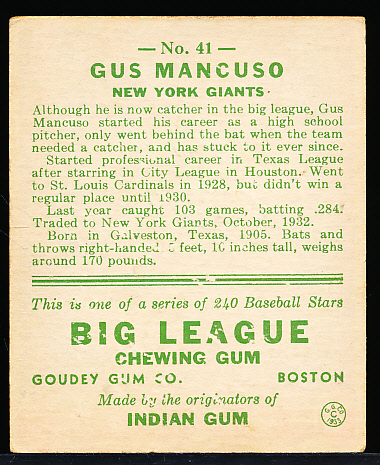 — No. 41 —
GUS MANCUSO
NEW YORK GIANTS
Although he is now catcher in the big league, Gus
Mancuso started his career as a high school
pitcher, only went behind the bat when the team
needed a catcher, and has stuck to it ever since.
Started professional career in Texas League
after starring in City League in Houston. Went
to St. Louis Cardinals in 1928, but didn't win a
regular place until 1930.
Last year caught 103 games, batting .284.
Traded to New York Giants, October, 1932.
Born in Galveston, Texas, 1905. Bats and
throws right-handed. feet, 10 inches tall, weighs
around 170 pounds.
This is one of a series of 240 Baseball Stars
BIG LEAGUE
CHEWING GUM
GOUDEY GUM CO. BOSTON
Made by the originators of
INDIAN GUM
C
1933